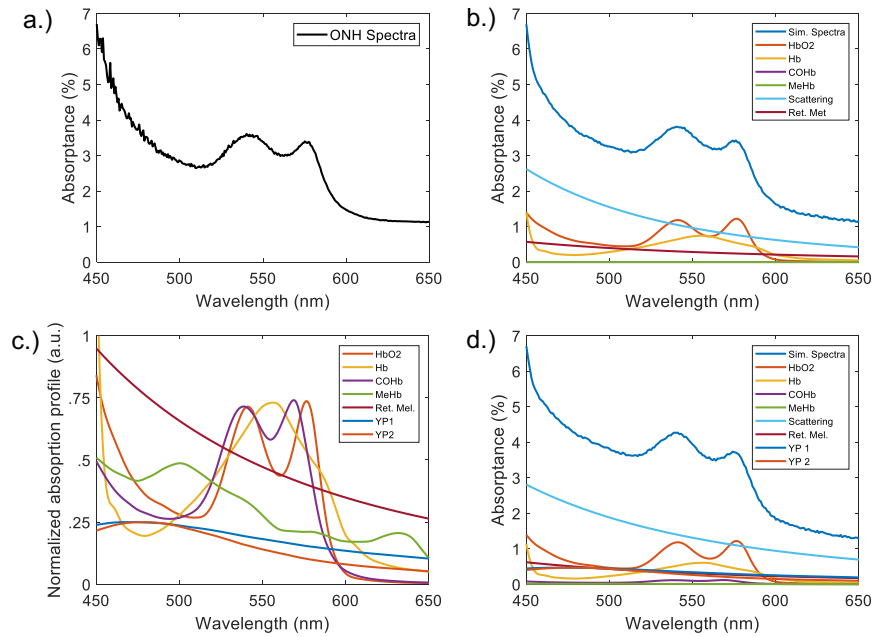 a.)
7
6
5
4
3
2
1
0
Absorptance (%)
450 500 550 600 650
Wavelength (nm)
ONH Spectra
b.)
7
6
5
4
3
2
1
0
Absorptance (%)
450 500 550 600 650
Wavelength (nm)
Sim. Spectra
HbO2
Hb
COHb
MeHb
Scattering
Ret. Met
c.)
1
.75
.5
.25
0
Normalized absoprtion profile (a.u.)
450 500 550 600 650
Wavelength (nm)
HbO2
Hb
COHb
MeHb
Ret. Mel.
YP1
YP2
d.)
7
6
5
4
3
2
1
0
Absorptance (%)
450 500 550 600 650
Wavelength (nm)
Sim. Spectra
HbO2
Hb
COHb
MeHb
Scattering
Ret. Mel.
YP 1
YP 2